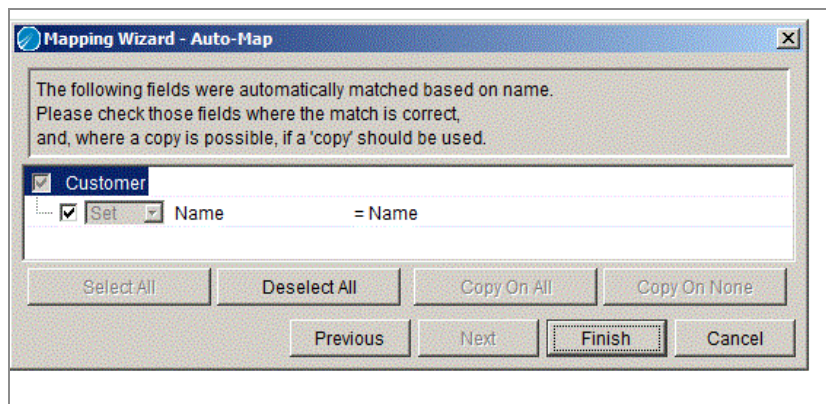 Mapping Wizard - Auto-Map
The following fields were automatically matched based on name.
Please check those fields where the match is correct,
and, where a copy is possible, if a 'copy' should be used.
Customer
Set Name = Name
Select All Deselect All Copy On All Copy On None
Previous Next Finish Cancel